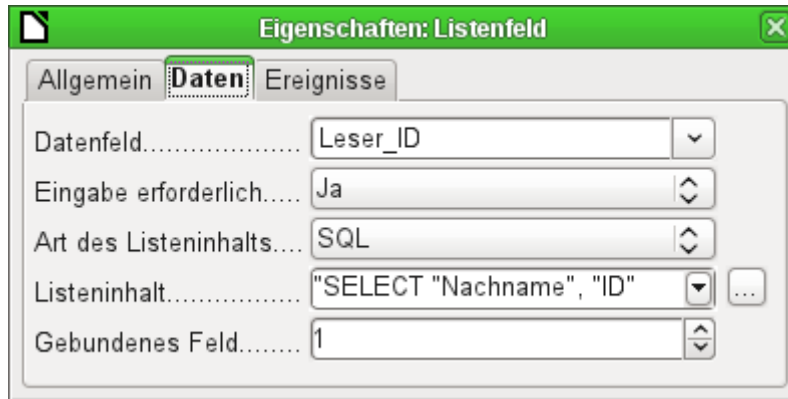 Eigenschaften: Listenfeld
Allgemein Daten Ereignisse
Datenfeld.................... Leser_ID
Eingabe erforderlich..... Ja
Art des Listeninhalts.... SQL
Listeninhalt................. "SELECT "Nachname", "ID" ...
Gebundenes Feld........ 1